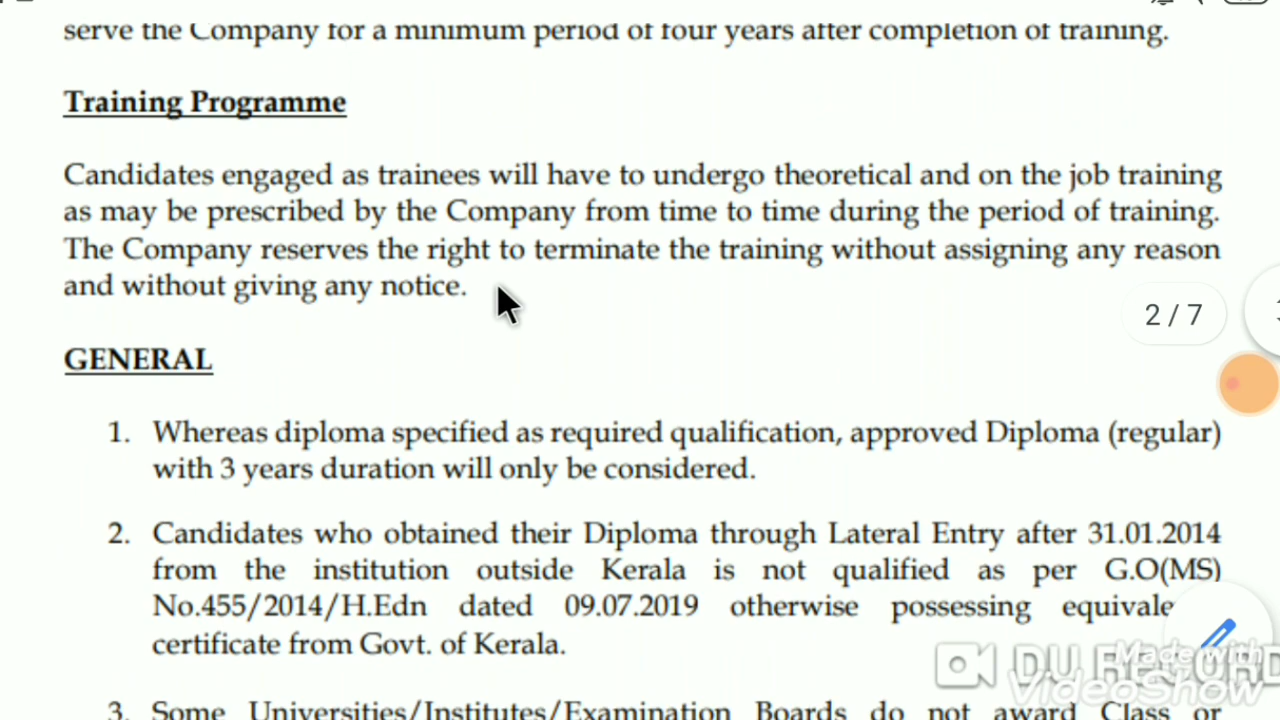 serve the Company for a minimum period of four years after completion of training.
Training Programme
Candidates engaged as trainees will have to undergo theoretical and on the job training
as may be prescribed by the Company from time to time during the period of training.
The Company reserves the right to terminate the training without assigning any reason
and without giving any notice.
2 / 7
GENERAL
1. Whereas diploma specified as required qualification, approved Diploma (regular)
with 3 years duration will only be considered.
2. Candidates who obtained their Diploma through Lateral Entry after 31.01.2014
from the institution outside Kerala is not qualified as per G.O(MS)
No.455/2014/H.Edn dated 09.07.2019 otherwise possessing
certificate from Govt. of Kerala.
DU RECORD
Made with
VideoShow
3. Some Universities/Institutes/Examination Boards do not award Class or